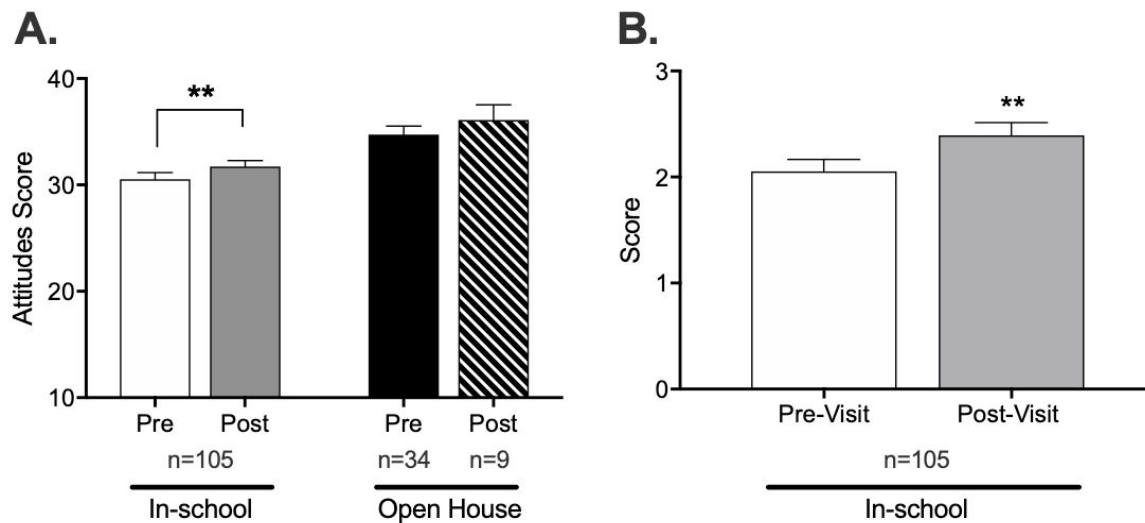 A.
40
30
20
10
Attitudes Score
**
Pre
Post
Pre
Post
n=105
n=34
n=9
In-school
Open House
B.
3
2
1
0
Score
**
Pre-Visit
Post-Visit
n=105
In-school